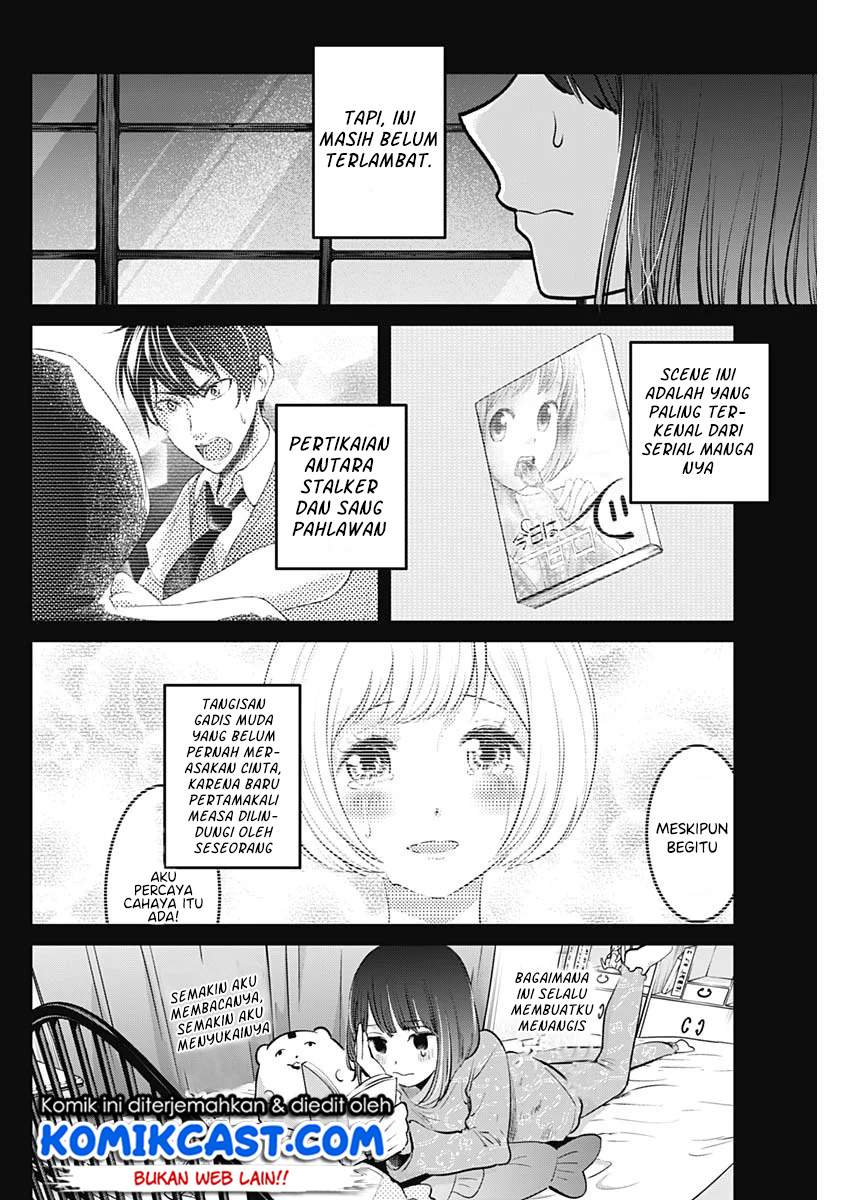 TAPI, INI
MASIH BELUM
TERLAMBAT.
SCENE INI
ADALAH YANG
PALING TER-
KENAL DARI
SERIAL MANGA
NYA
今日は
PERTIKAIAN
ANTARA
STALKER
DAN SANG
PAHLAWAN
MESKIPUN
BEGITU
TANGISAN
GADIS MUDA
YANG BELUM
PERNAH MER-
ASAKAN CINTA,
KARENA BARU
PERTAMAKALI
MEASA DILIN-
DUNGI OLEH
SESEORANG
AKU
PERCAYA
CAHAYA ITU
ADA!
BAGAIMANA
INI SELALU
MEMBUATKU
MENANGIS
SEMAKIN AKU
MEMBACANYA,
SEMAKIN AKU
MENYUKAINYA
Komik ini diterjemahkan & diedit oleh
KOMIKCAST.COM
BUKAN WEB LAIN!!